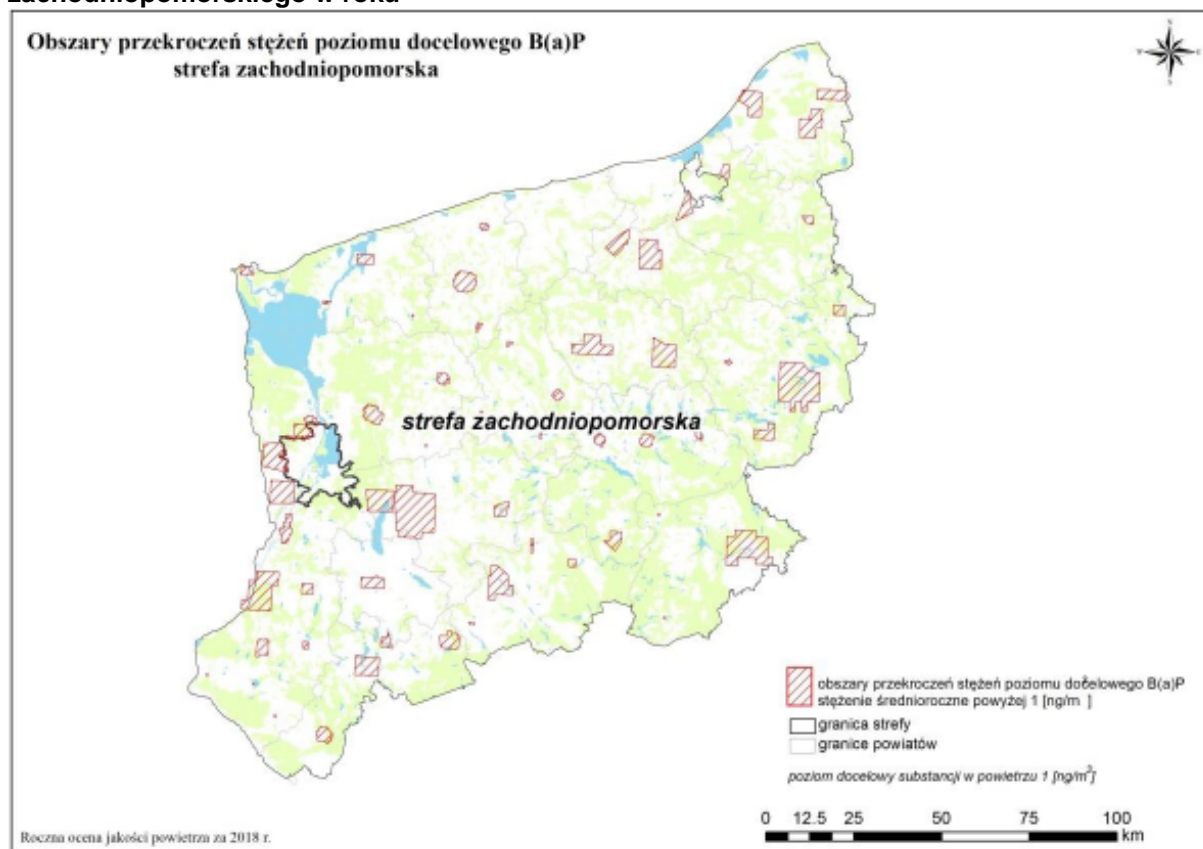 zachodniopomorskiego w roku
Obszary przekroczeń stężeń poziomu docelowego B(a)P
strefa zachodniopomorska
N
E
S
strefa zachodniopomorska
obszary przekroczeń stężeń poziomu docelowego B(a)P
stężenie średnioroczne powyżej 1 [ng/m³]
granica strefy
granice powiatów
poziom docelowy substancji w powietrzu 1 [ng/m³]
0 12.5 25 50 75 100
km
Roczna ocena jakości powietrza za 2018 r.